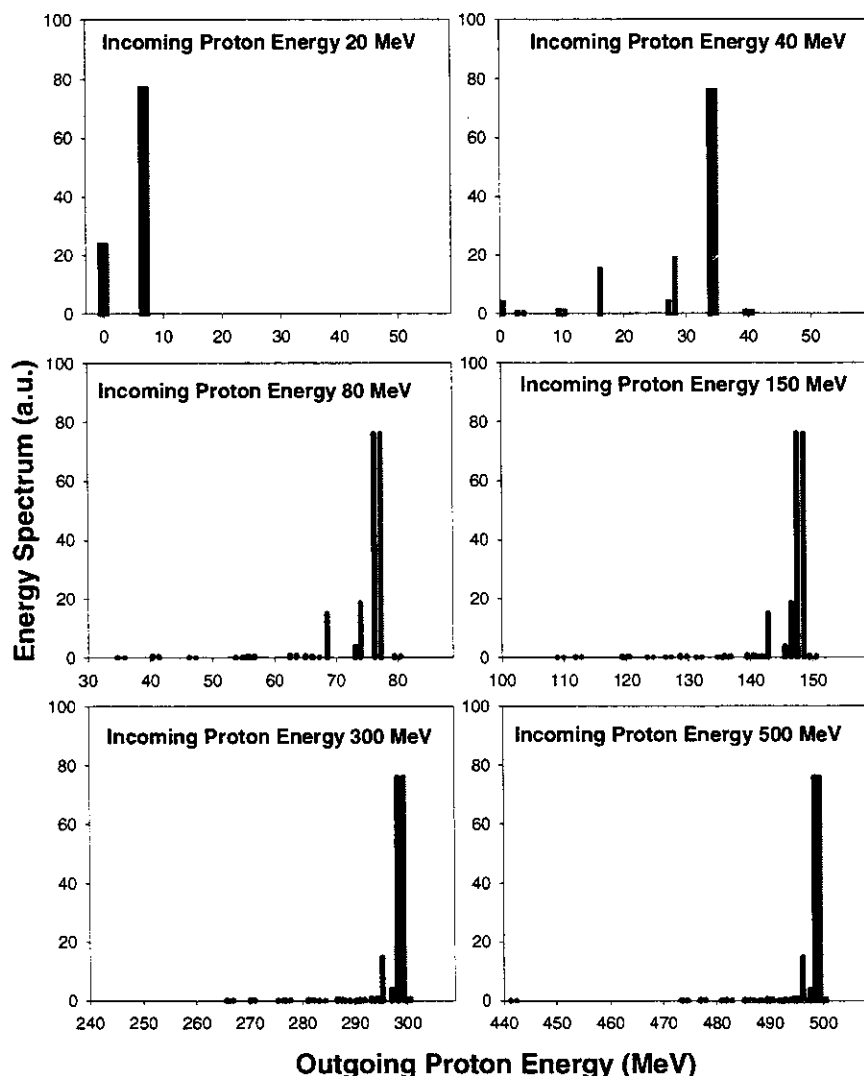 Incoming Proton Energy 20 MeV
100
80
60
40
20
0
0 10 20 30 40 50
Incoming Proton Energy 40 MeV
100
80
60
40
20
0
0 10 20 30 40 50
Energy Spectrum (a.u.)
Incoming Proton Energy 80 MeV
100
80
60
40
20
0
30 40 50 60 70 80
Incoming Proton Energy 150 MeV
100
80
60
40
20
0
100 110 120 130 140 150
Incoming Proton Energy 300 MeV
100
80
60
40
20
0
240 250 260 270 280 290 300
Incoming Proton Energy 500 MeV
100
80
60
40
20
0
440 450 460 470 480 490 500
Outgoing Proton Energy (MeV)